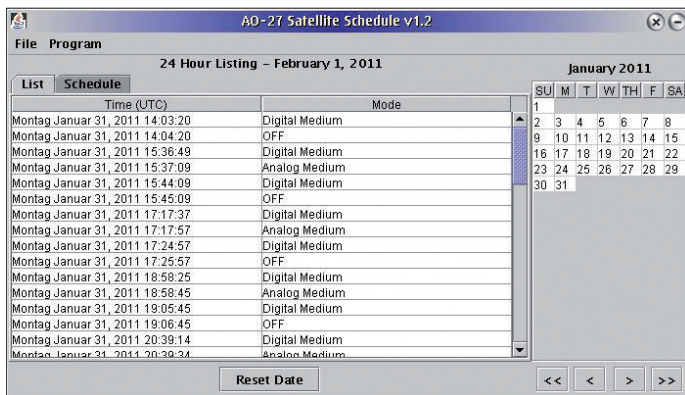 AO-27 Satellite Schedule v1.2
File Program
24 Hour Listing – February 1, 2011
List Schedule
Time (UTC) Mode
Montag Januar 31, 2011 14:03:20 Digital Medium
Montag Januar 31, 2011 14:04:20 OFF
Montag Januar 31, 2011 15:36:49 Digital Medium
Montag Januar 31, 2011 15:37:09 Analog Medium
Montag Januar 31, 2011 15:44:09 Digital Medium
Montag Januar 31, 2011 15:45:09 OFF
Montag Januar 31, 2011 17:17:37 Digital Medium
Montag Januar 31, 2011 17:17:57 Analog Medium
Montag Januar 31, 2011 17:24:57 Digital Medium
Montag Januar 31, 2011 17:25:57 OFF
Montag Januar 31, 2011 18:58:25 Digital Medium
Montag Januar 31, 2011 18:58:45 Analog Medium
Montag Januar 31, 2011 19:05:45 Digital Medium
Montag Januar 31, 2011 19:06:45 OFF
Montag Januar 31, 2011 20:39:14 Digital Medium
Montag Januar 31, 2011 20:39:34 Analog Medium
Reset Date
January 2011
SU M T W TH F SA
1
2 3 4 5 6 7 8
9 10 11 12 13 14 15
16 17 18 19 20 21 22
23 24 25 26 27 28 29
30 31
<< < > >>